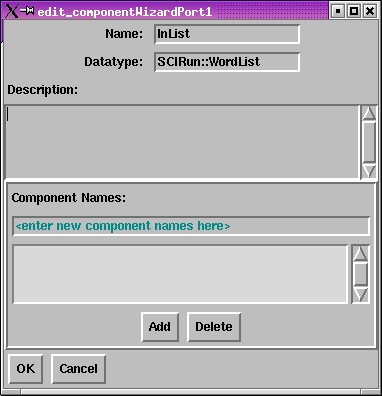 edit_componentWizardPort1
Name: InList
Datatype: SCIRun::WordList
Description:
Component Names:
<enter new component names here>
Add Delete
OK Cancel